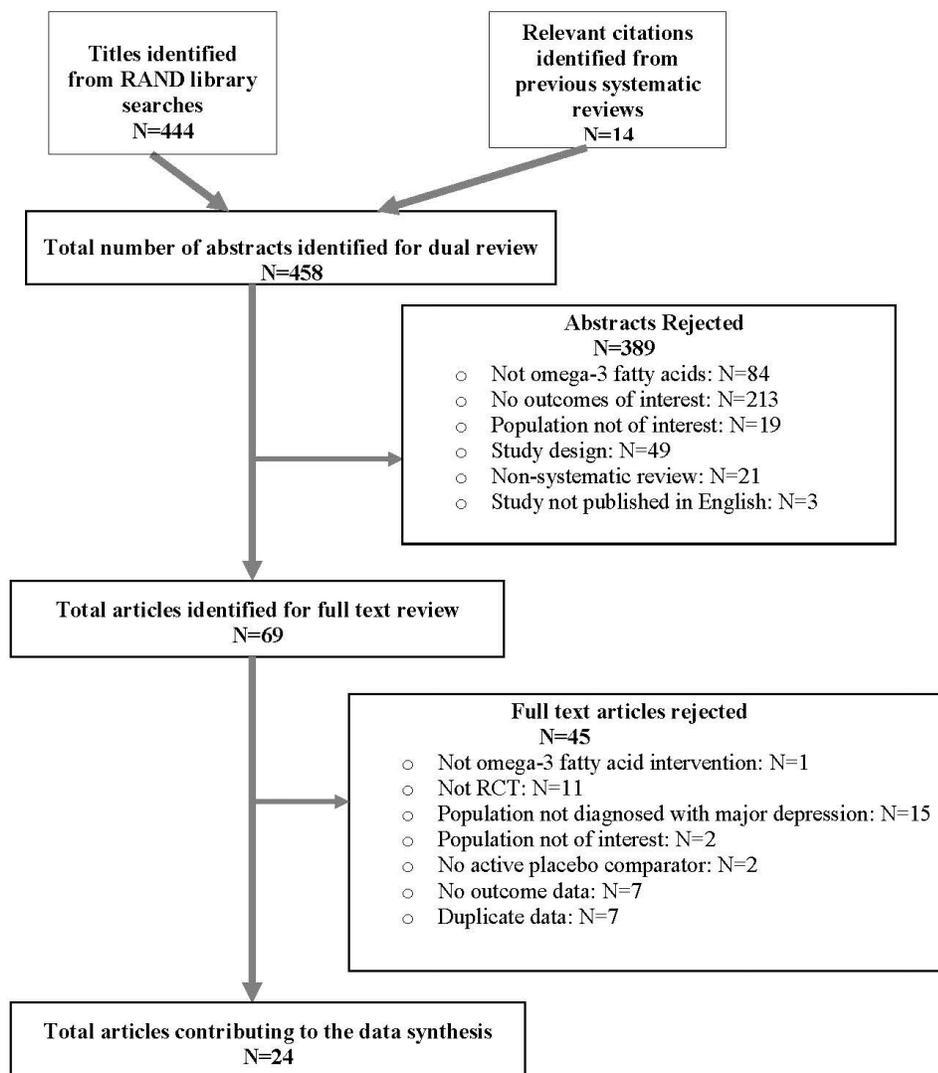 Titles identified
from RAND library
searches
N=444
Relevant citations
identified from
previous systematic
reviews
N=14
Total number of abstracts identified for dual review
N=458
Abstracts Rejected
N=389
o Not omega-3 fatty acids: N=84
o No outcomes of interest: N=213
o Population not of interest: N=19
o Study design: N=49
o Non-systematic review: N=21
o Study not published in English: N=3
Total articles identified for full text review
N=69
Full text articles rejected
N=45
o Not omega-3 fatty acid intervention: N=1
o Not RCT: N=11
o Population not diagnosed with major depression: N=15
o Population not of interest: N=2
o No active placebo comparator: N=2
o No outcome data: N=7
o Duplicate data: N=7
Total articles contributing to the data synthesis
N=24